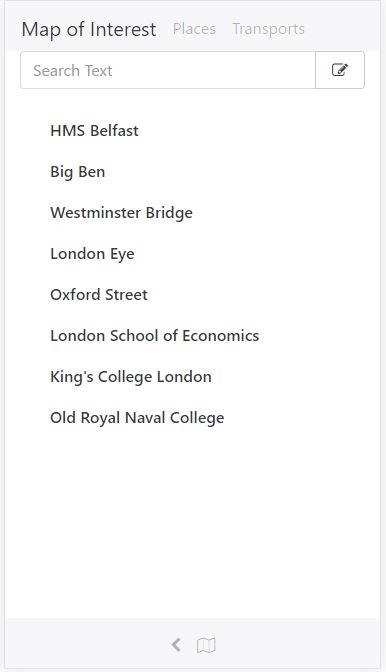 Map of Interest Places Transports
Search Text
HMS Belfast
Big Ben
Westminster Bridge
London Eye
Oxford Street
London School of Economics
King's College London
Old Royal Naval College